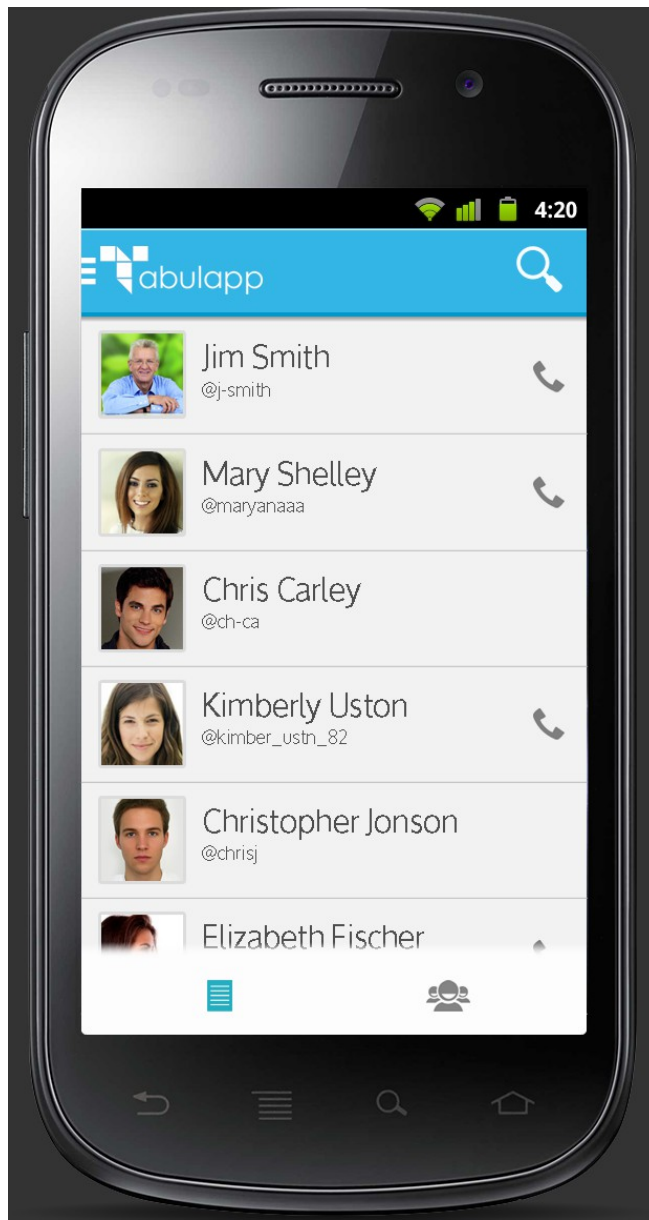 4:20
Tabulapp
Jim Smith
@j-smith
Mary Shelley
@maryanaaa
Chris Carley
@ch-ca
Kimberly Uston
@kimber_ustn_82
Christopher Jonson
@chrisj
Elizabeth Fischer